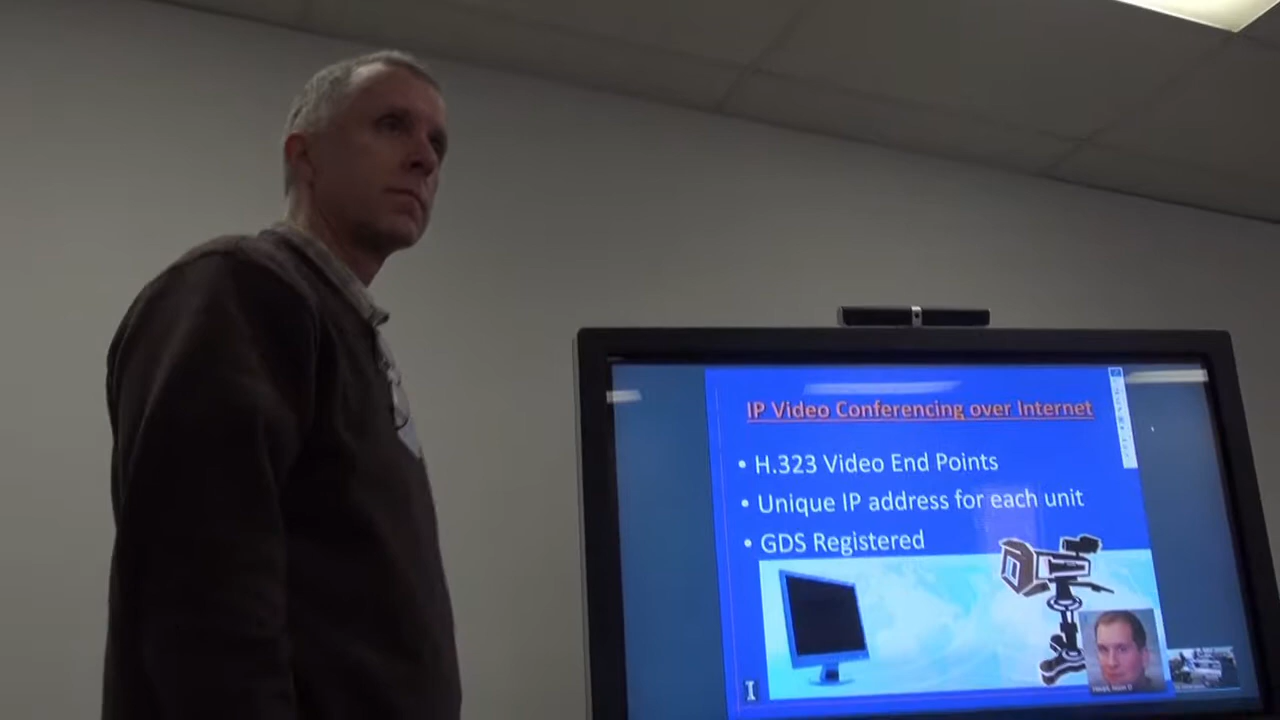 IP Video Conferencing over Internet
• H.323 Video End Points
• Unique IP address for each unit
• GDS Registered